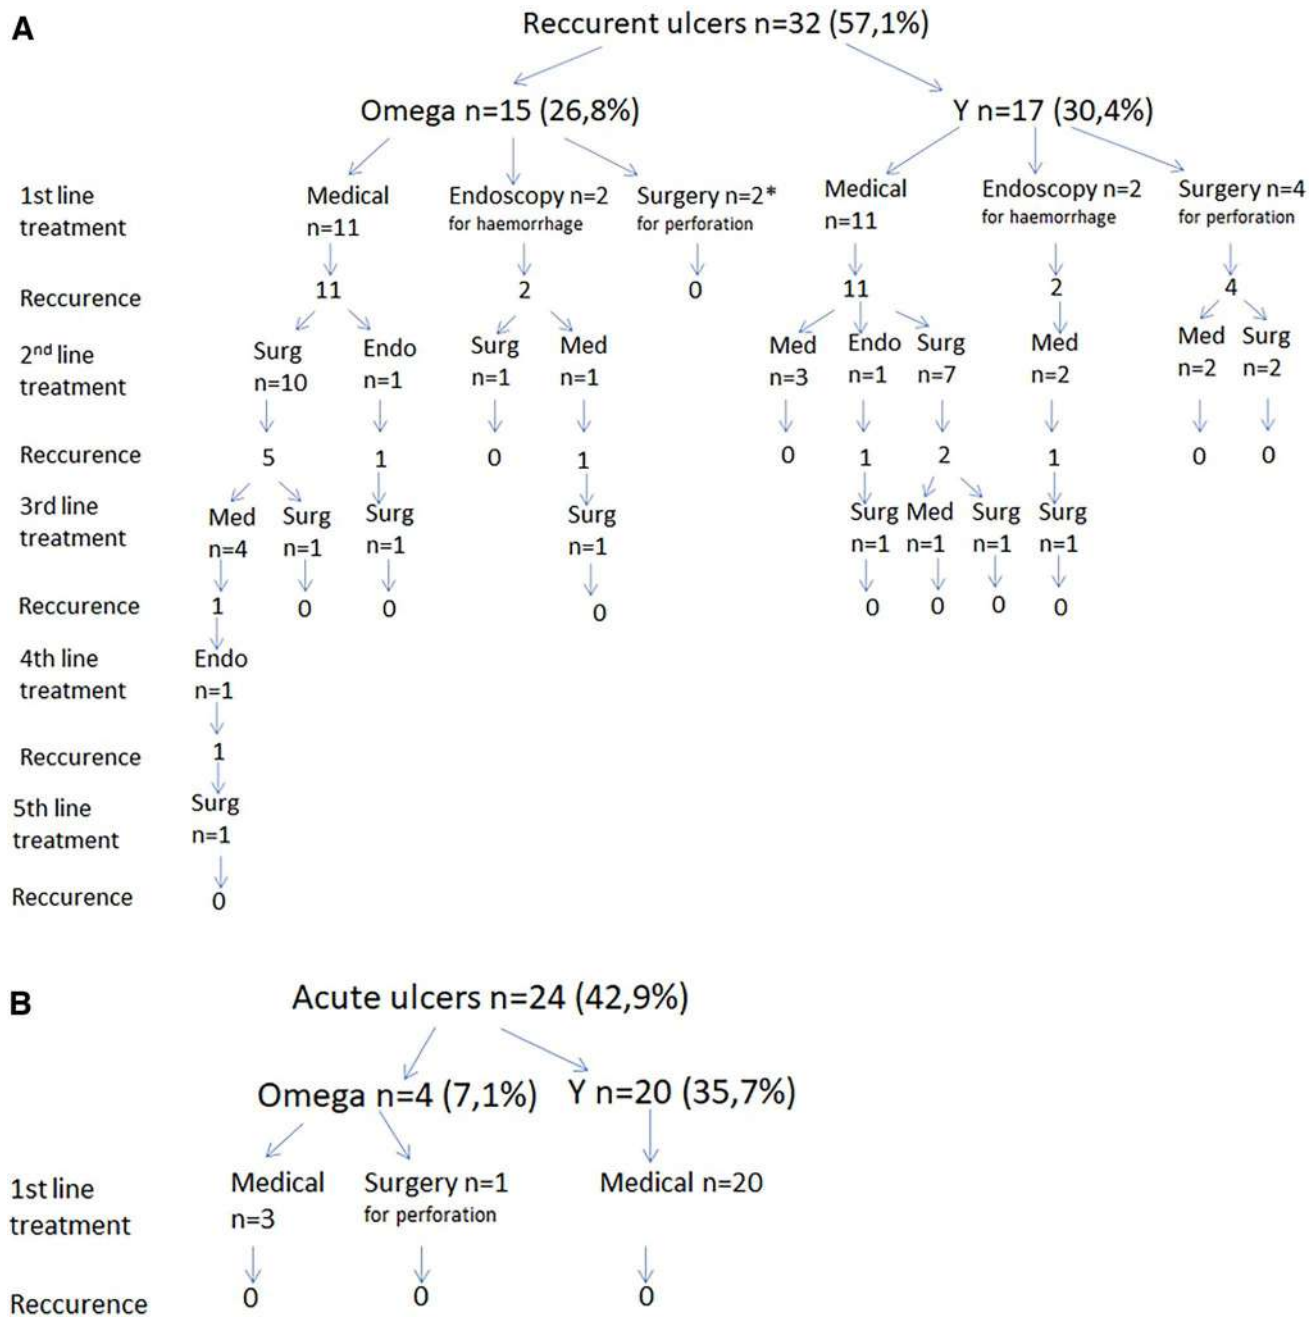 A
Reccurent ulcers n=32 (57,1%)
Omega n=15 (26,8%) Y n=17 (30,4%)
1st line Medical Endoscopy n=2 Surgery n=2* Medical Endoscopy n=2 Surgery n=4
treatment n=11 for haemorrhage for perforation n=11 for haemorrhage for perforation
Reccurence 11 2 0 11 2 4
2nd line Surg Endo Surg Med Med Endo Surg Med Med Surg
treatment n=10 n=1 n=1 n=1 n=3 n=1 n=7 n=2 n=2 n=2
Reccurence 5 1 0 1 0 1 2 1 0 0
3rd line Med Surg Surg Surg Surg Med Surg Surg
treatment n=4 n=1 n=1 n=1 n=1 n=1 n=1 n=1
Reccurence 1 0 0 0 0 0 0 0
4th line Endo
treatment n=1
Reccurence 1
5th line Surg
treatment n=1
Reccurence 0
B
Acute ulcers n=24 (42,9%)
Omega n=4 (7,1%) Y n=20 (35,7%)
1st line Medical Surgery n=1 Medical n=20
treatment n=3 for perforation
Reccurence 0 0 0